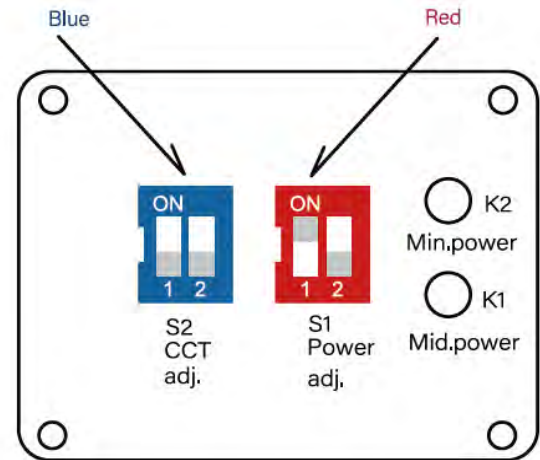 Blue
Red
ON
1 2
S2
CCT
adj.
ON
1 2
S1
Power
adj.
K2
Min.power
K1
Mid.power